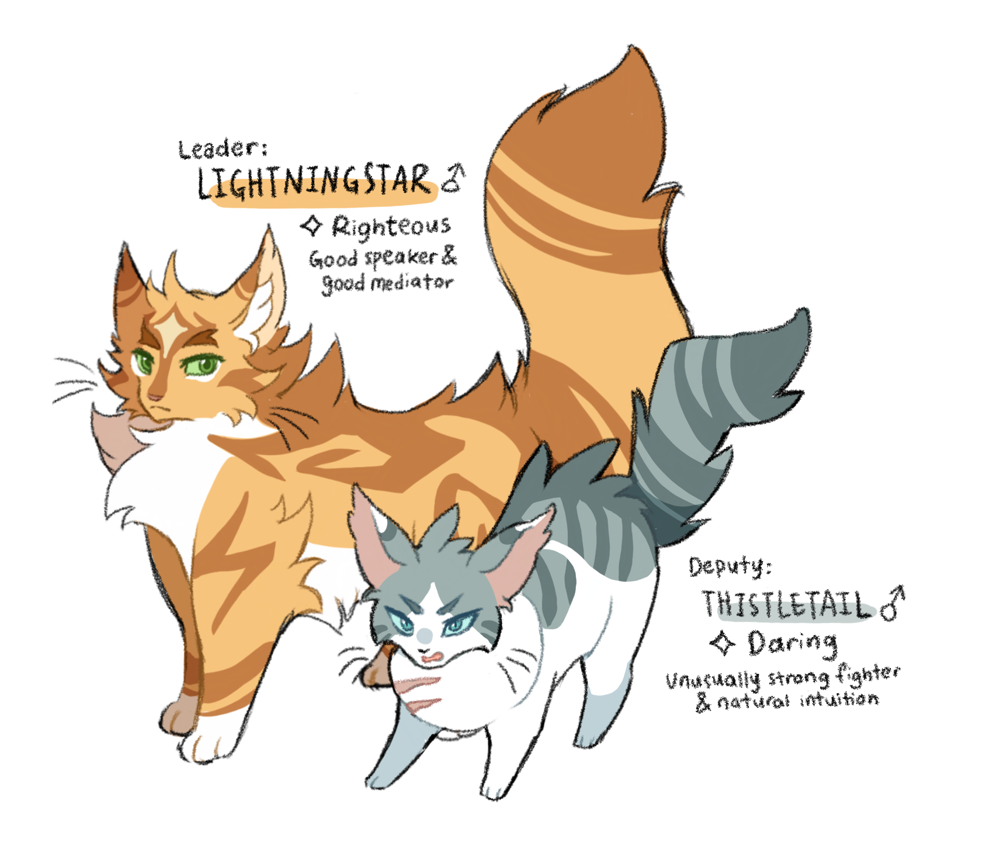 Leader:
LIGHTNINGSTAR ♂
✧ Righteous
Good speaker &
good mediator
Deputy:
THISTLETAIL ♂
✧ Daring
Unusually strong fighter
& natural intuition